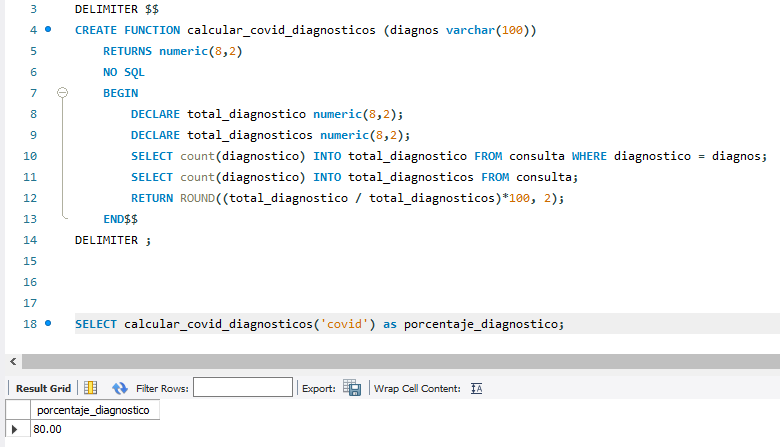 3 DELIMITER $$
4 CREATE FUNCTION calcular_covid_diagnosticos (diagnos varchar(100))
5 RETURNS numeric(8,2)
6 NO SQL
7 BEGIN
8 DECLARE total_diagnostico numeric(8,2);
9 DECLARE total_diagnosticos numeric(8,2);
10 SELECT count(diagnostico) INTO total_diagnostico FROM consulta WHERE diagnostico = diagnos;
11 SELECT count(diagnostico) INTO total_diagnosticos FROM consulta;
12 RETURN ROUND((total_diagnostico / total_diagnosticos)*100, 2);
13 END$$
14 DELIMITER ;
15
16
17
18 SELECT calcular_covid_diagnosticos('covid') as porcentaje_diagnostico;
Result Grid Filter Rows: Export: Wrap Cell Content: IA
porcentaje_diagnostico
80.00